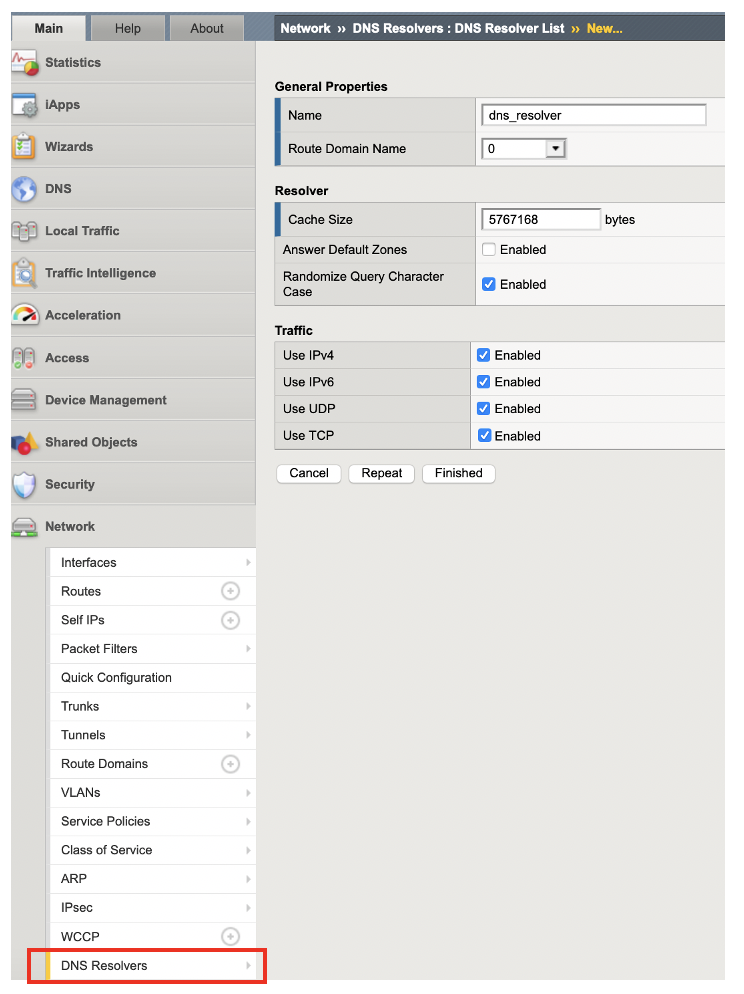 Main
Help
About
Network ›› DNS Resolvers : DNS Resolver List ›› New...
Statistics
iApps
Wizards
DNS
Local Traffic
Traffic Intelligence
Acceleration
Access
Device Management
Shared Objects
Security
Network
Interfaces
Routes
Self IPs
Packet Filters
Quick Configuration
Trunks
Tunnels
Route Domains
VLANs
Service Policies
Class of Service
ARP
IPsec
WCCP
DNS Resolvers
General Properties
Name dns_resolver
Route Domain Name 0
Resolver
Cache Size 5767168 bytes
Answer Default Zones Enabled
Randomize Query Character
Case Enabled
Traffic
Use IPv4 Enabled
Use IPv6 Enabled
Use UDP Enabled
Use TCP Enabled
Cancel Repeat Finished